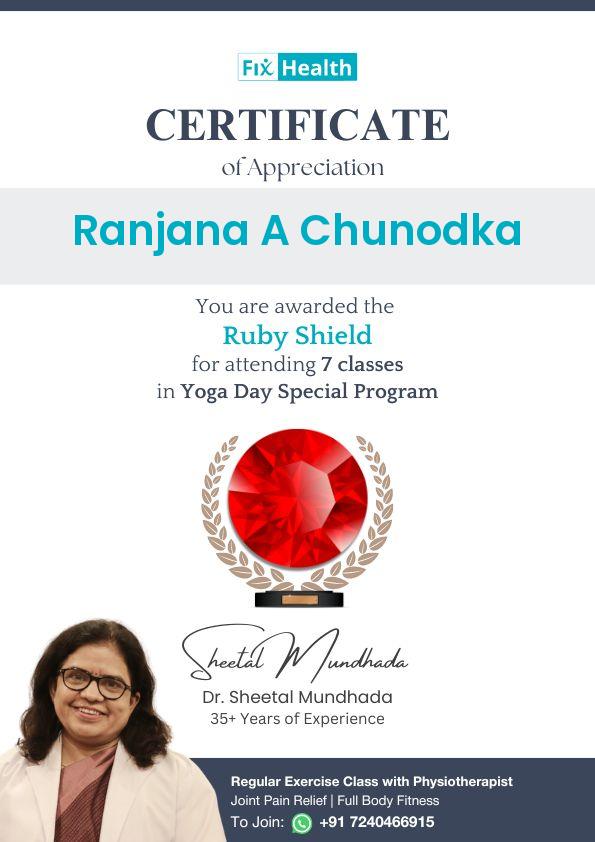 Fix Health
CERTIFICATE
of Appreciation
Ranjana A Chunodka
You are awarded the
Ruby Shield
for attending 7 classes
in Yoga Day Special Program
Sheetal Mundhada
Dr. Sheetal Mundhada
35+ Years of Experience
Regular Exercise Class with Physiotherapist
Joint Pain Relief | Full Body Fitness
To Join: +91 7240466915